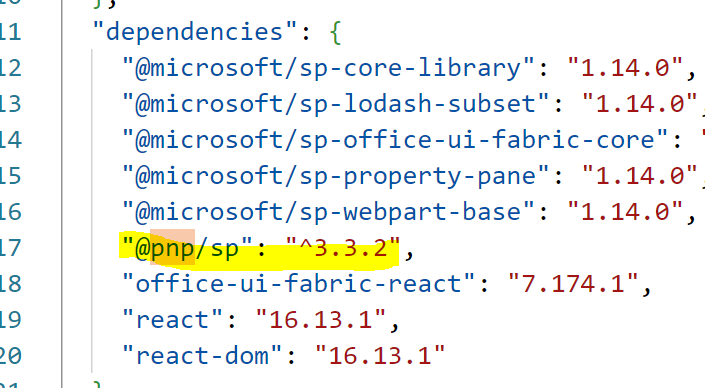 },
11 "dependencies": {
12 "@microsoft/sp-core-library": "1.14.0",
13 "@microsoft/sp-lodash-subset": "1.14.0",
14 "@microsoft/sp-office-ui-fabric-core": "
15 "@microsoft/sp-property-pane": "1.14.0",
16 "@microsoft/sp-webpart-base": "1.14.0",
17 "@pnp/sp": "^3.3.2",
18 "office-ui-fabric-react": "7.174.1",
19 "react": "16.13.1",
20 "react-dom": "16.13.1"
}